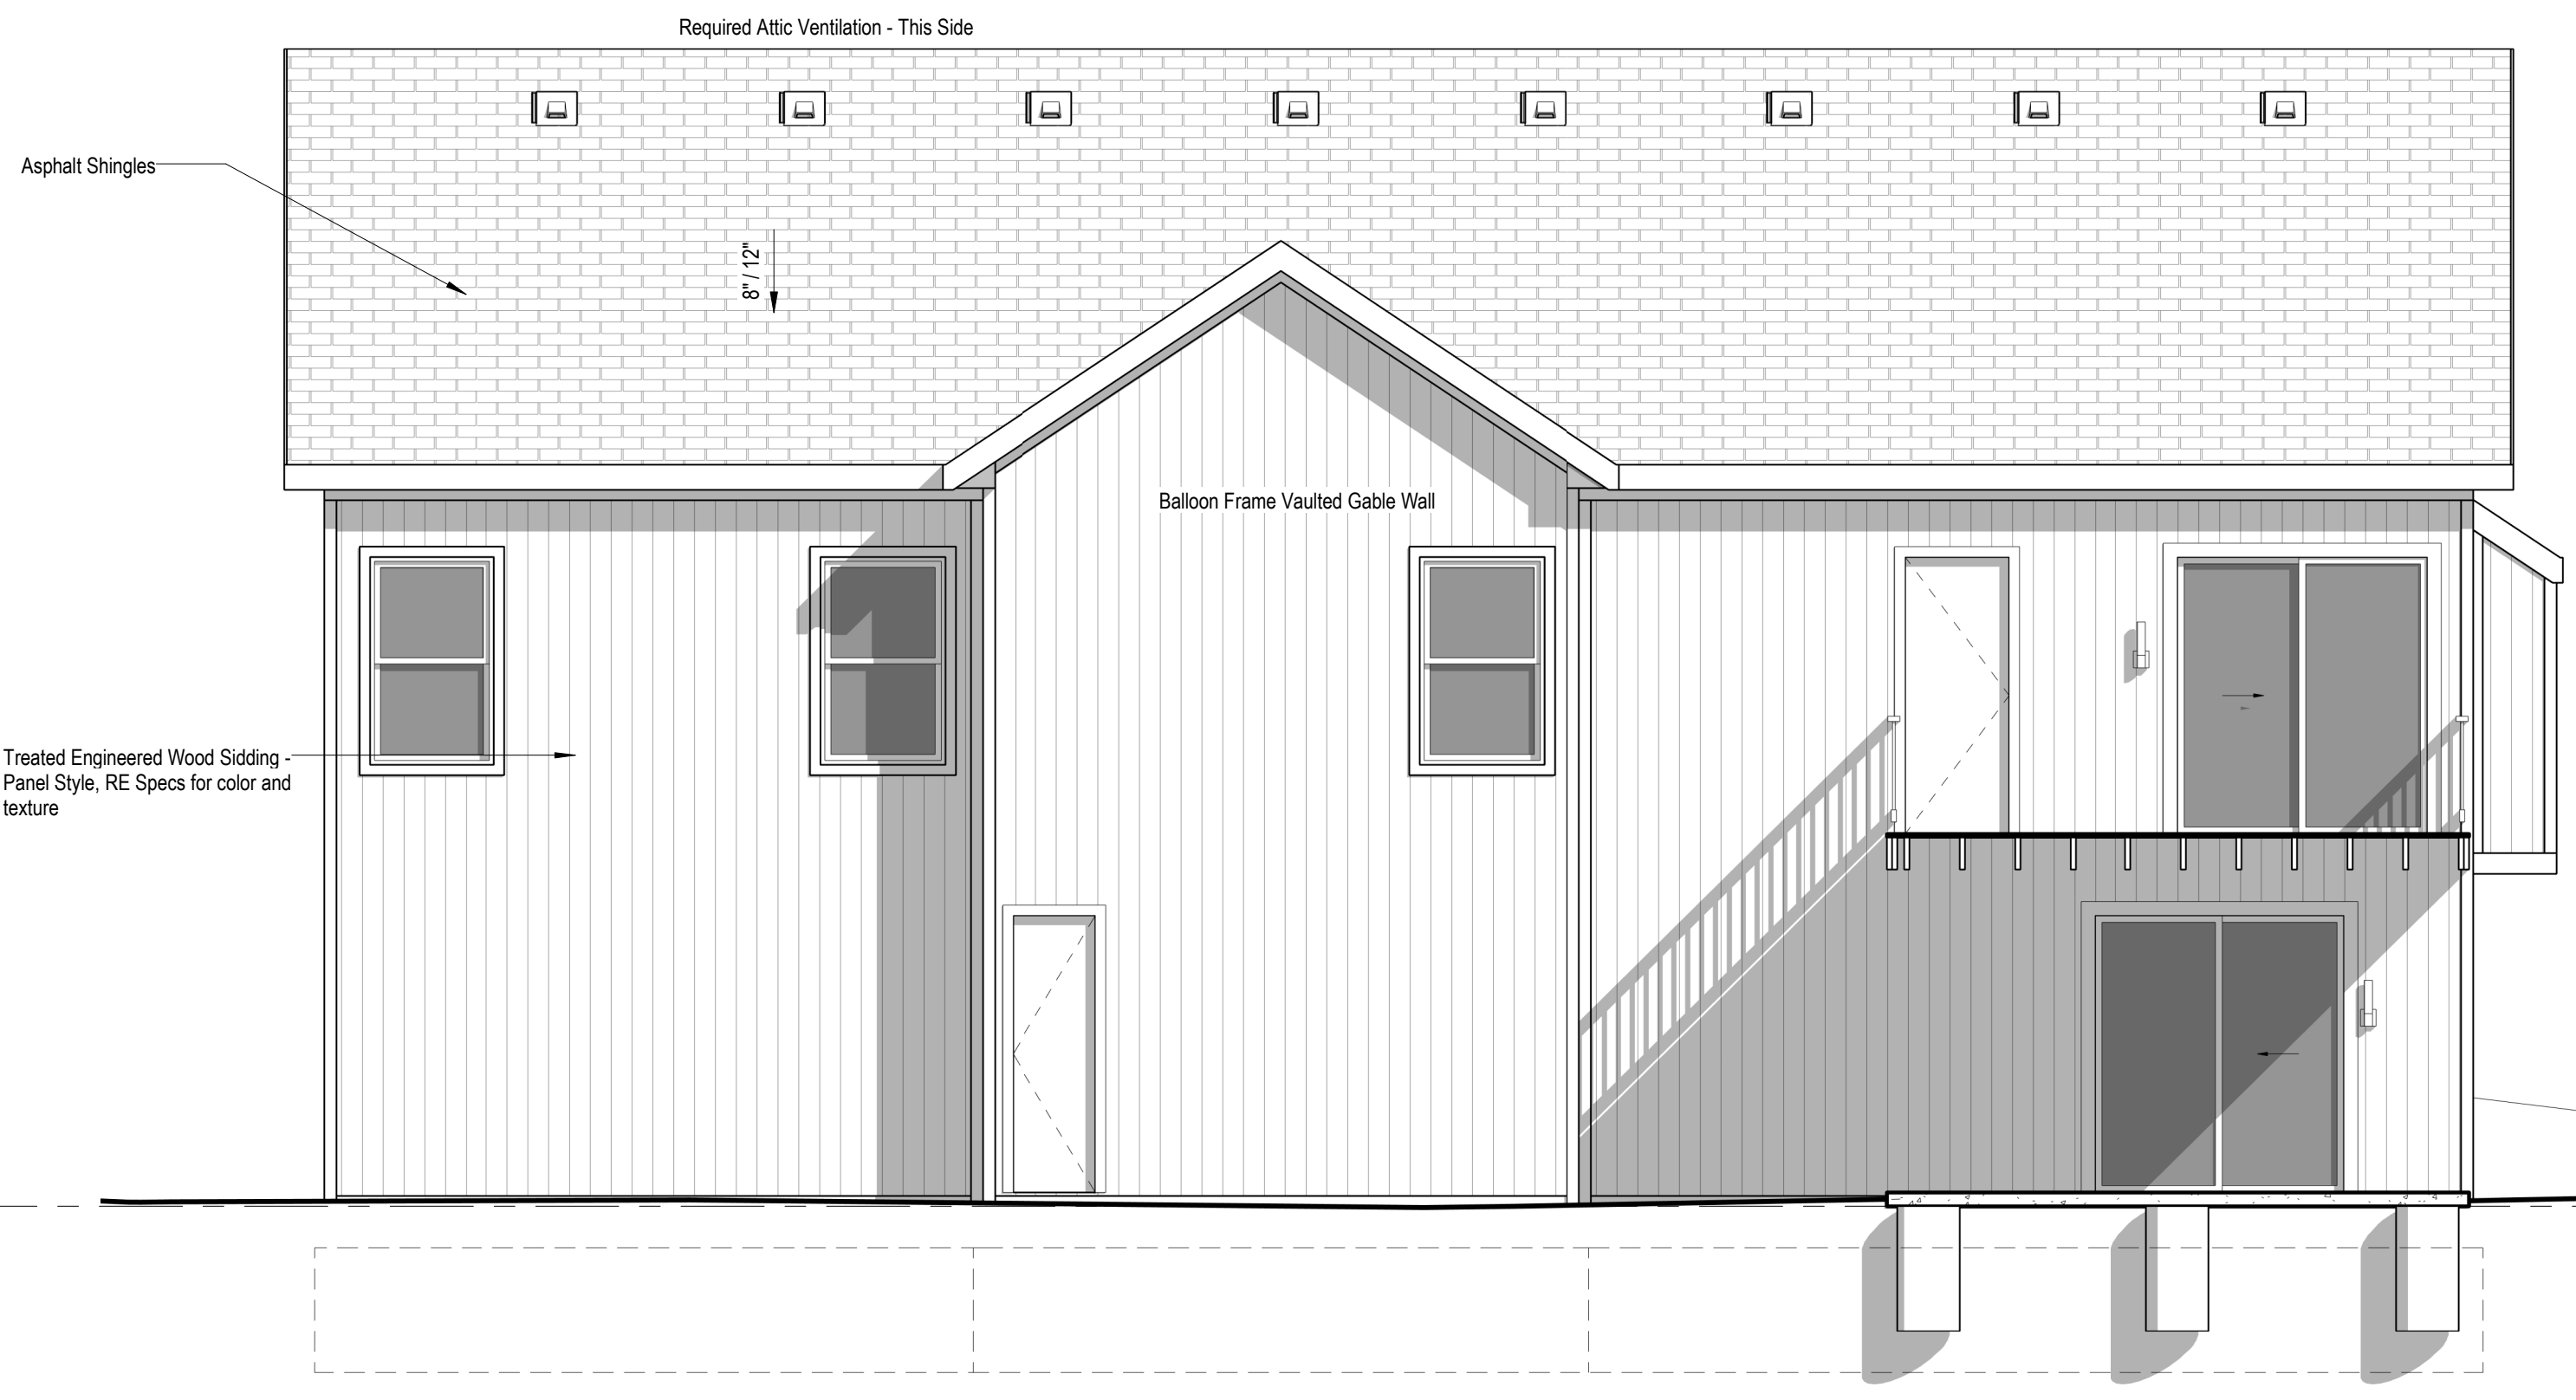 Required Attic Ventilation - This Side
Asphalt Shingles
8" / 12"
Balloon Frame Vaulted Gable Wall
Treated Engineered Wood Sidding -
Panel Style, RE Specs for color and
texture